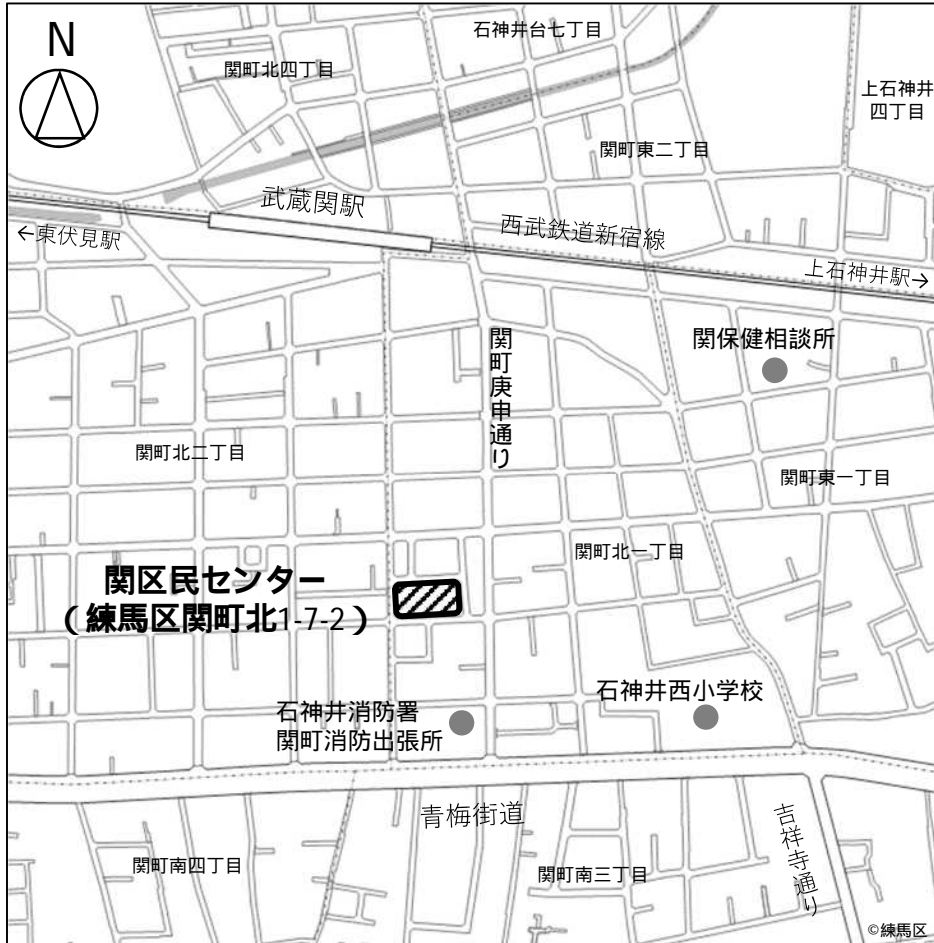 N
石神井台七丁目
関町北四丁目
上石神井
四丁目
関町東二丁目
武蔵関駅
西武鉄道新宿線
←東伏見駅
上石神井駅→
関保健相談所
関町庚申通り
関町北二丁目
関町東一丁目
関町北一丁目
関区民センター
（練馬区関町北1-7-2）
石神井西小学校
石神井消防署
関町消防出張所
青梅街道
吉祥寺通り
関町南四丁目
関町南三丁目
©練馬区